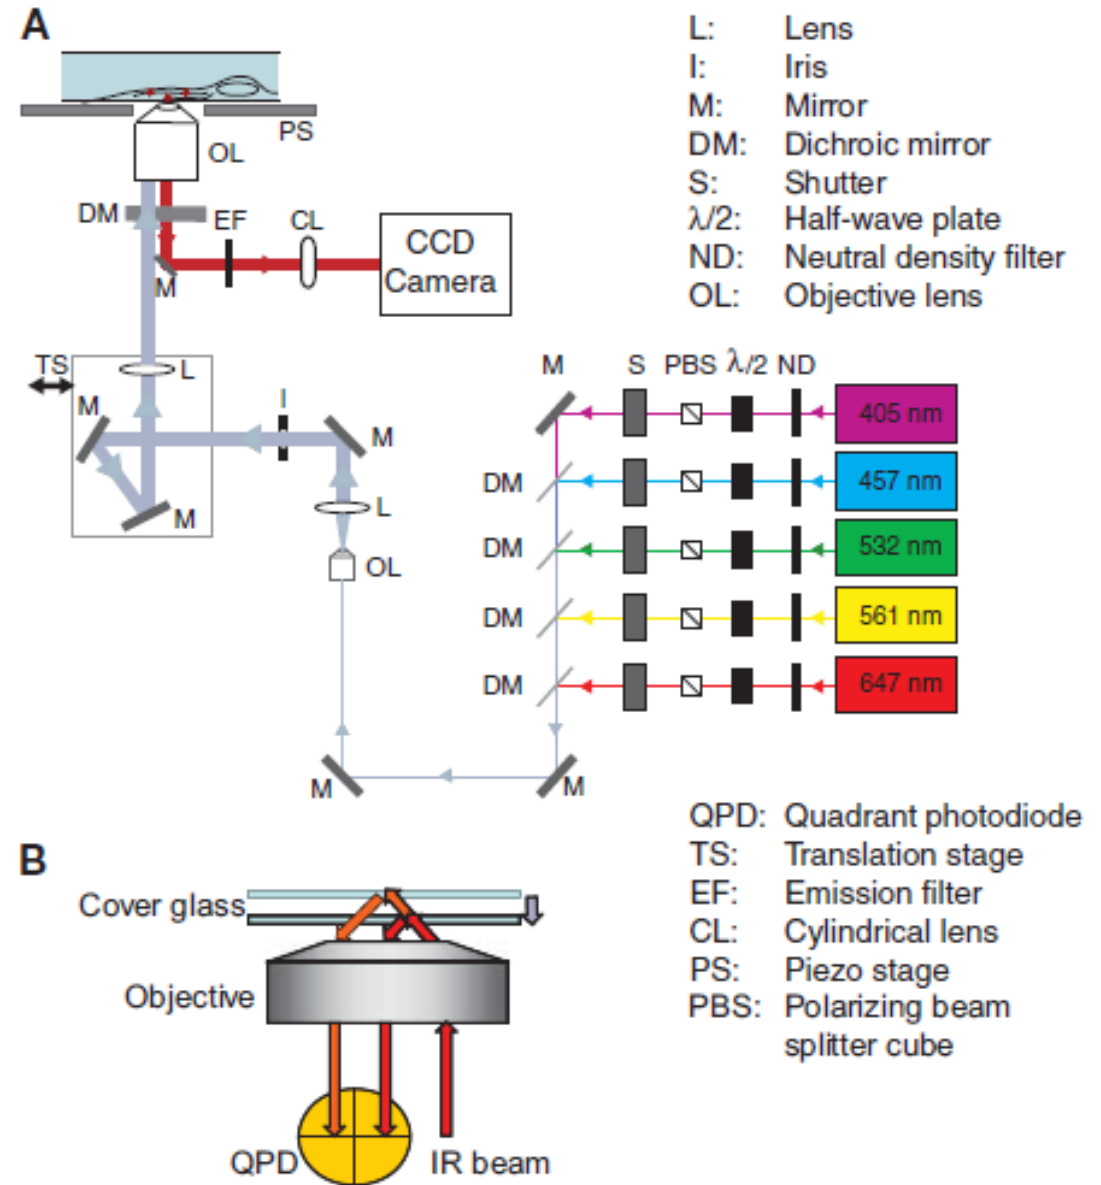 A
L: Lens
I: Iris
M: Mirror
DM: Dichroic mirror
S: Shutter
λ/2: Half-wave plate
ND: Neutral density filter
OL: Objective lens
PS
OL
DM
EF
CL
CCD
Camera
M
TS
L
M
I
M
M
L
OL
M
M
M
S
PBS
λ/2
ND
405 nm
DM
457 nm
DM
532 nm
DM
561 nm
DM
647 nm
QPD: Quadrant photodiode
TS: Translation stage
EF: Emission filter
CL: Cylindrical lens
PS: Piezo stage
PBS: Polarizing beam
splitter cube
B
Cover glass
Objective
QPD
IR beam